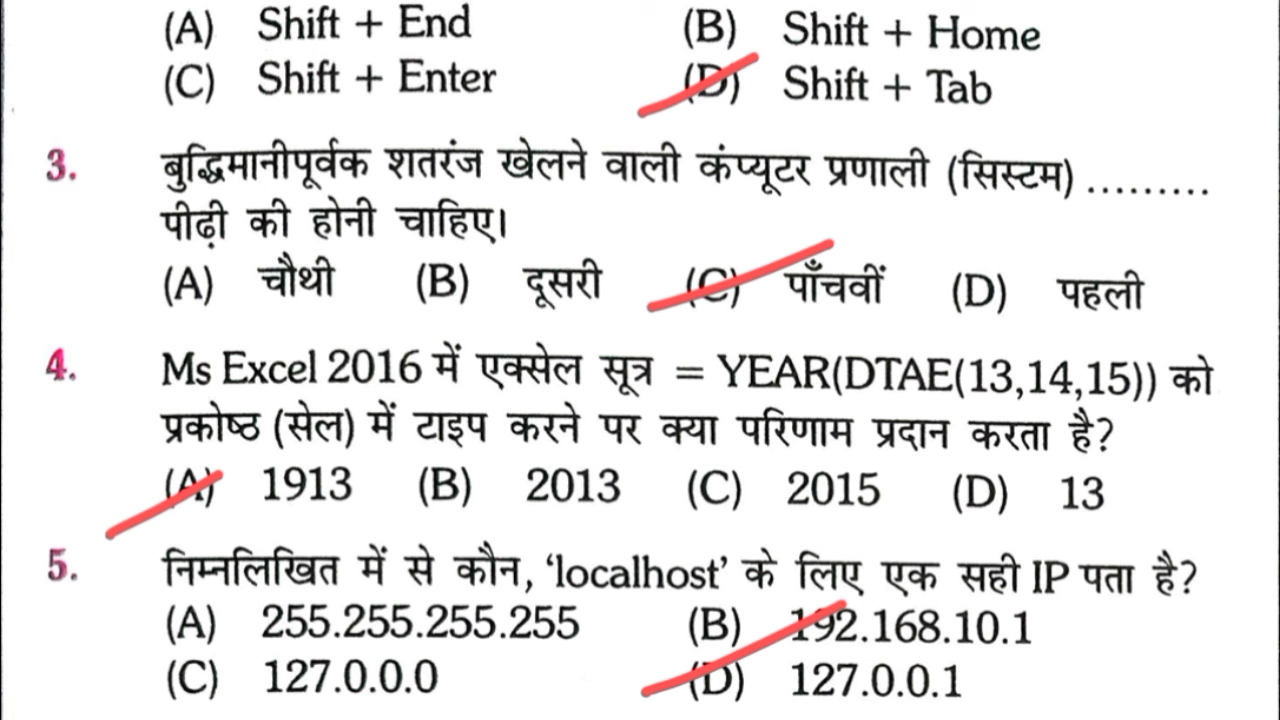 (A) Shift + End (B) Shift + Home
(C) Shift + Enter (D) Shift + Tab
3. बुद्धिमानीपूर्वक शतरंज खेलने वाली कंप्यूटर प्रणाली (सिस्टम) ..........
पीढ़ी की होनी चाहिए।
(A) चौथी (B) दूसरी (C) पाँचवीं (D) पहली
4. Ms Excel 2016 में एक्सेल सूत्र = YEAR(DTAE(13,14,15)) को
प्रकोष्ठ (सेल) में टाइप करने पर क्या परिणाम प्रदान करता है?
(A) 1913 (B) 2013 (C) 2015 (D) 13
5. निम्नलिखित में से कौन, ‘localhost’ के लिए एक सही IP पता है?
(A) 255.255.255.255 (B) 192.168.10.1
(C) 127.0.0.0 (D) 127.0.0.1